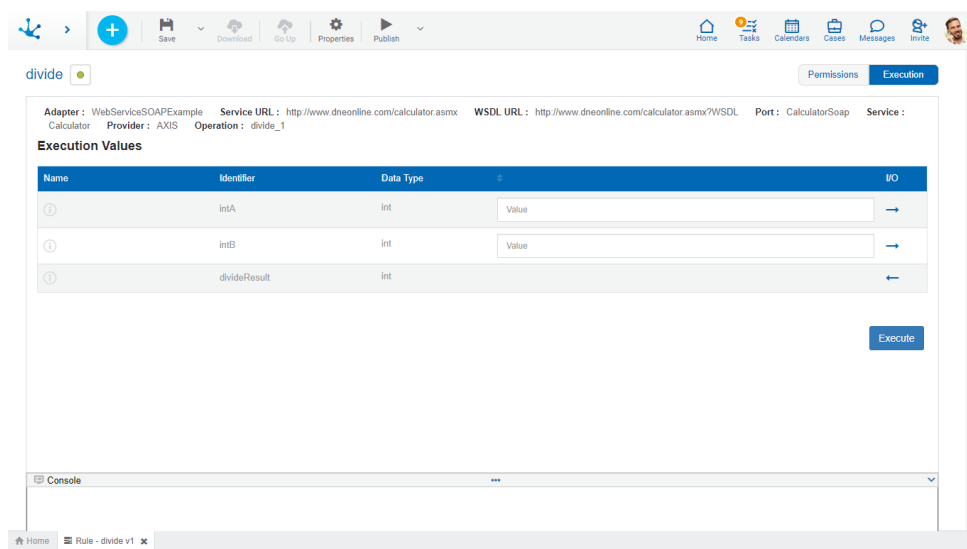 Save
Download
Go Up
Properties
Publish
Home
9
Tasks
Calendars
Cases
Messages
Invite
divide
Permissions
Execution
Adapter : WebServiceSOAPExample Service URL : http://www.dneonline.com/calculator.asmx WSDL URL : http://www.dneonline.com/calculator.asmx?WSDL Port : CalculatorSoap Service :
Calculator Provider : AXIS Operation : divide_1
Execution Values
Name Identifier Data Type I/O
intA int Value
intB int Value
divideResult int
Execute
Console
Home Rule - divide v1